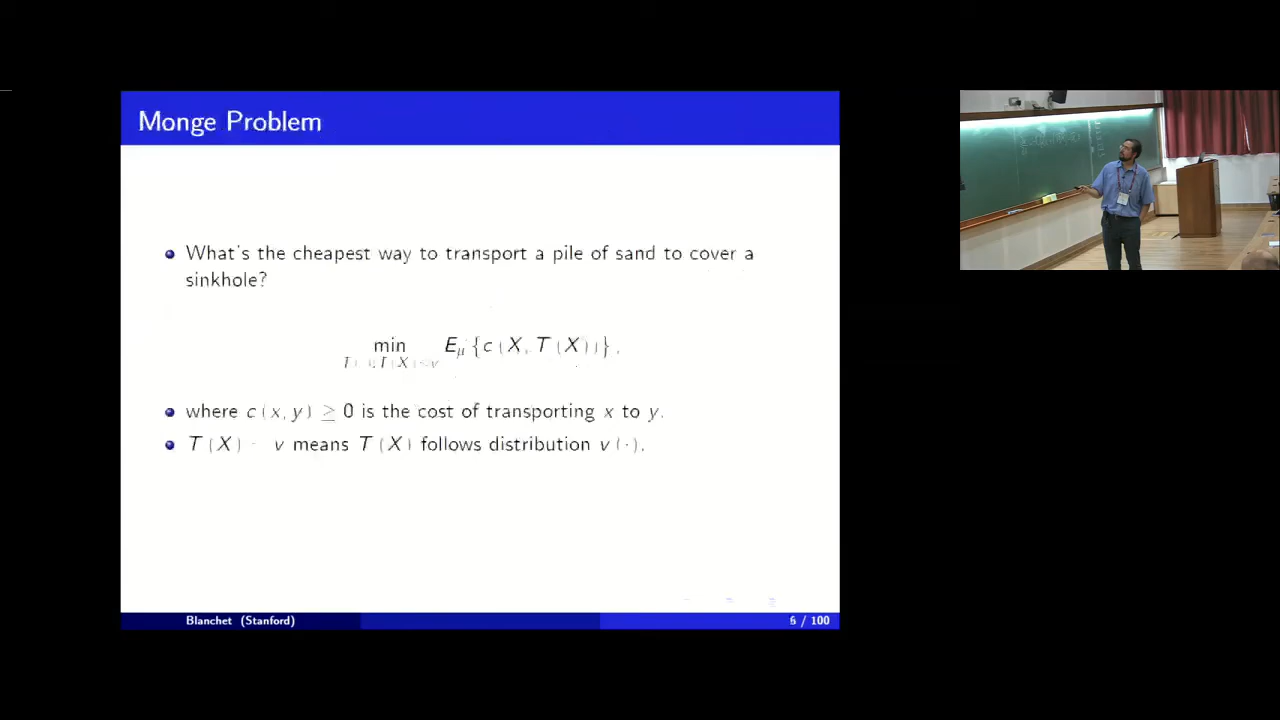 Monge Problem
What's the cheapest way to transport a pile of sand to cover a
sinkhole?
min E_μ {c (X, T (X))},
where c (x, y) ≥ 0 is the cost of transporting x to y.
T (X) ~ v means T (X) follows distribution v (·).
Blanchet (Stanford) 6 / 100